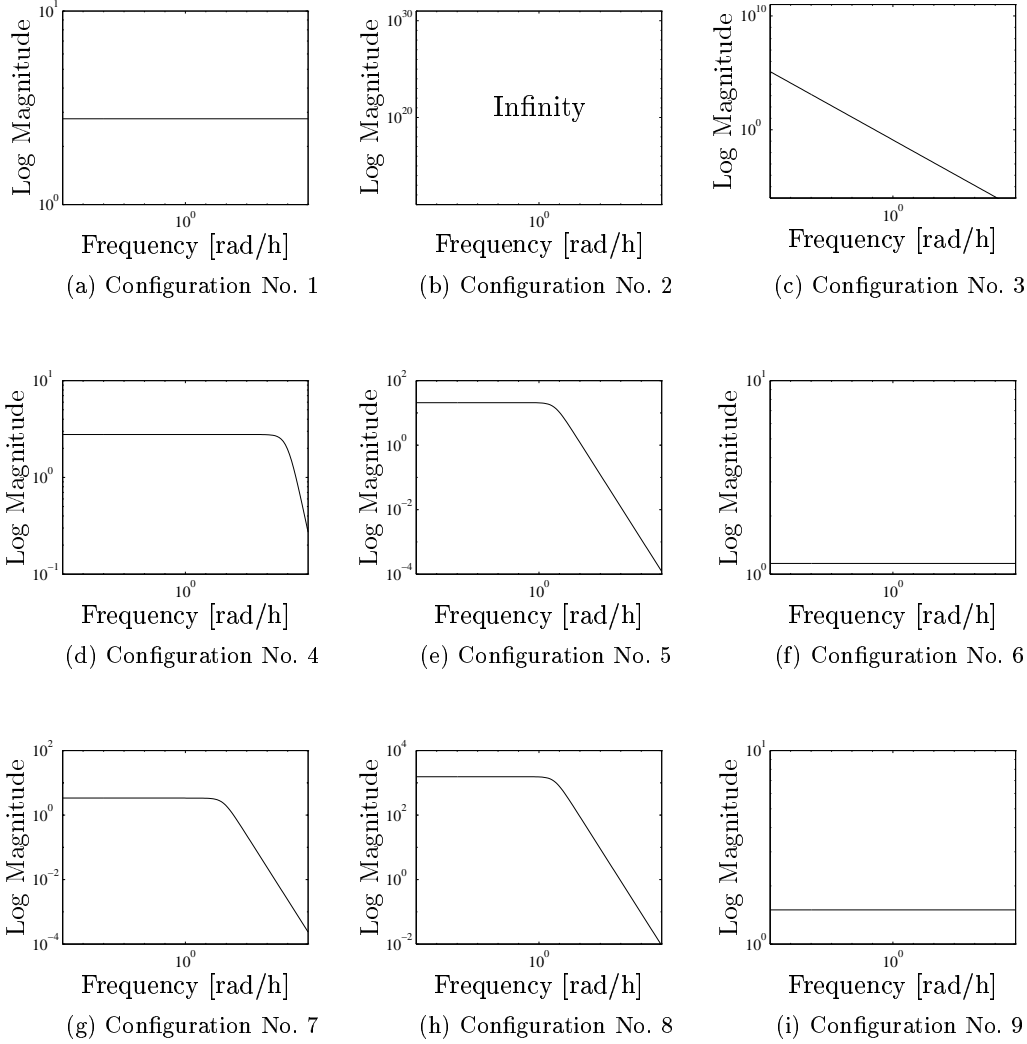 10^1
Log Magnitude
10^0
10^0
Frequency [rad/h]
(a) Configuration No. 1
10^30
Log Magnitude
10^20
Infinity
10^0
Frequency [rad/h]
(b) Configuration No. 2
10^10
Log Magnitude
10^0
10^0
Frequency [rad/h]
(c) Configuration No. 3
10^1
Log Magnitude
10^0
10^-1
10^0
Frequency [rad/h]
(d) Configuration No. 4
10^2
Log Magnitude
10^0
10^-2
10^-4
10^0
Frequency [rad/h]
(e) Configuration No. 5
10^1
Log Magnitude
10^0
10^0
Frequency [rad/h]
(f) Configuration No. 6
10^2
Log Magnitude
10^0
10^-2
10^-4
10^0
Frequency [rad/h]
(g) Configuration No. 7
10^4
Log Magnitude
10^2
10^0
10^-2
10^0
Frequency [rad/h]
(h) Configuration No. 8
10^1
Log Magnitude
10^0
10^0
Frequency [rad/h]
(i) Configuration No. 9